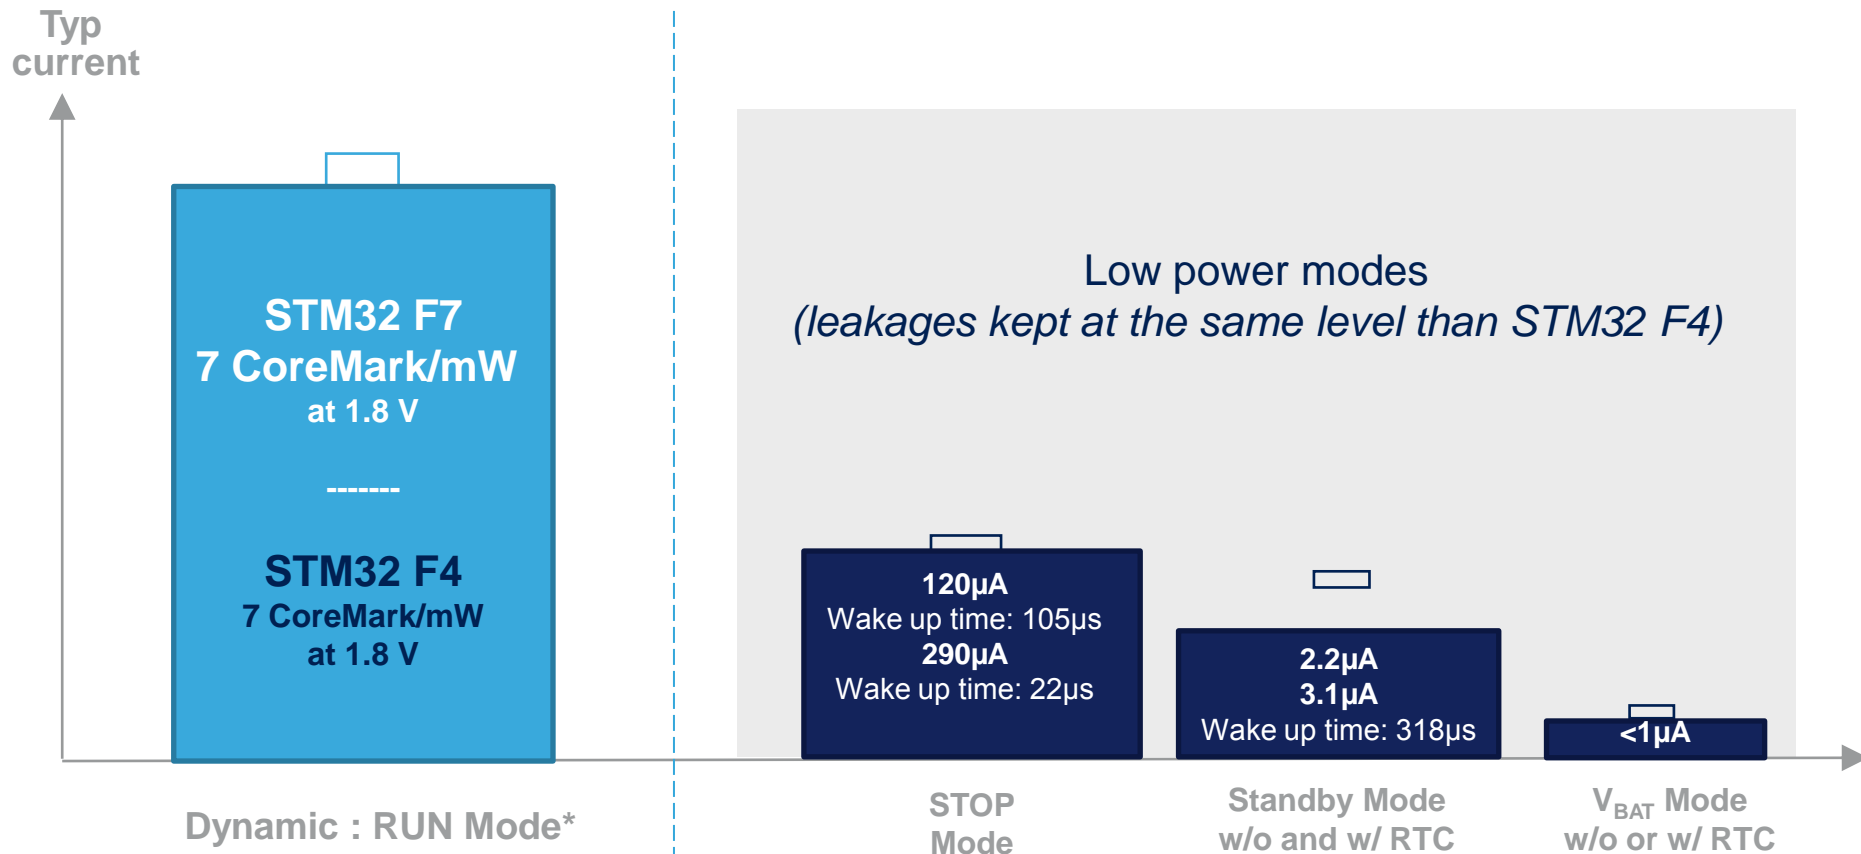 Typ
current
STM32 F7
7 CoreMark/mW
at 1.8 V
-------
STM32 F4
7 CoreMark/mW
at 1.8 V
Dynamic : RUN Mode*
Low power modes
(leakages kept at the same level than STM32 F4)
120µA
Wake up time: 105µs
290µA
Wake up time: 22µs
STOP
Mode
2.2µA
3.1µA
Wake up time: 318µs
Standby Mode
w/o and w/ RTC
<1µA
VBAT Mode
w/o or w/ RTC